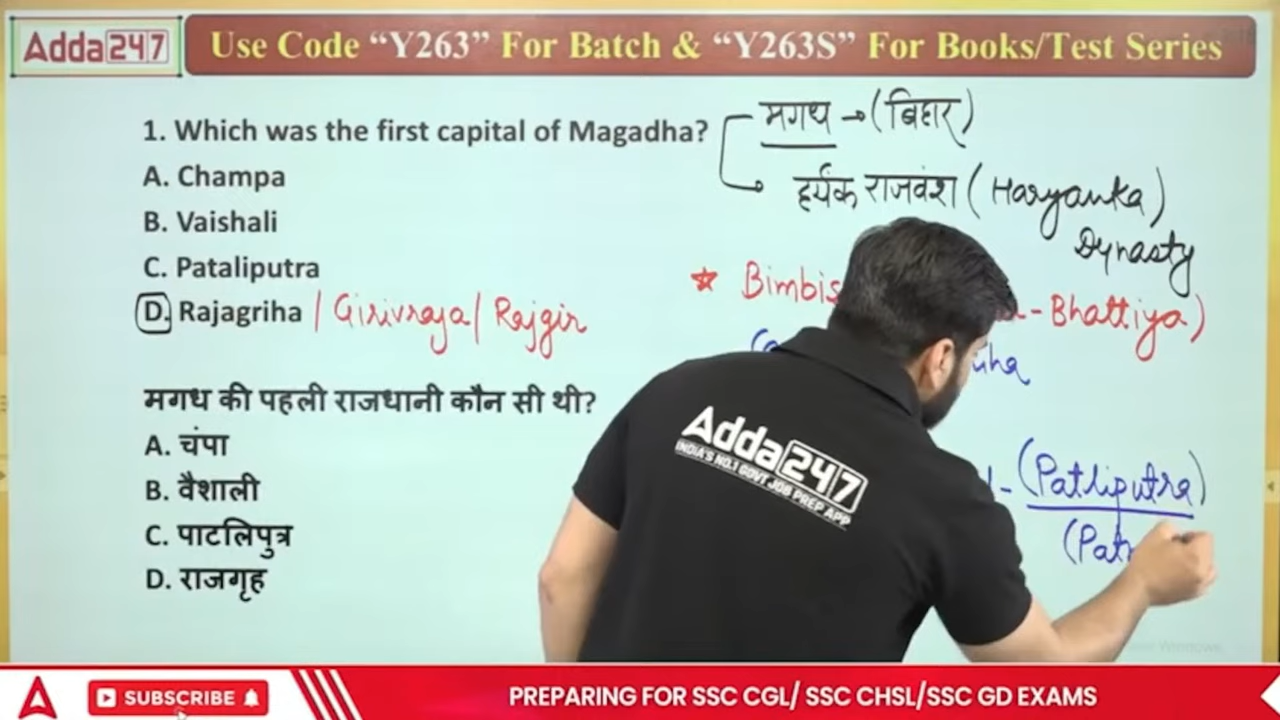 Adda247 Use Code “Y263” For Batch & “Y263S” For Books/Test Series
1. Which was the first capital of Magadha?
A. Champa
B. Vaishali
C. Pataliputra
D. Rajagriha / Girivraja / Rajgir
मगध → (बिहार)
हर्यंक राजवंश (Haryanka)
Dynasty
Bhattiya)
(Patliputra)
मगध की पहली राजधानी कौन सी थी?
A. चंपा
B. वैशाली
C. पाटलिपुत्र
D. राजगृह
Adda247
INDIA'S NO.1 GOVT JOB PREP APP
SUBSCRIBE
PREPARING FOR SSC CGL/ SSC CHSL/SSC GD EXAMS